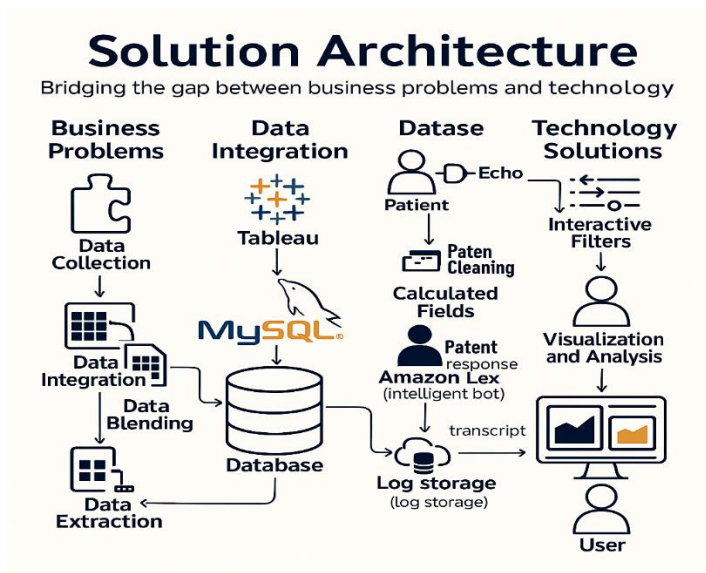 Solution Architecture
Bridging the gap between business problems and technology
Business
Problems
Data
Collection
Data
Integration
Data
Blending
Data
Extraction
Data
Integration
Tableau
MySQL®
Database
Datase
Patient
Echo
Paten
Cleaning
Calculated
Fields
Patent
response
Amazon Lex
(intelligent bot)
transcript
Log storage
(log storage)
Technology
Solutions
Interactive
Filters
Visualization
and Analysis
User